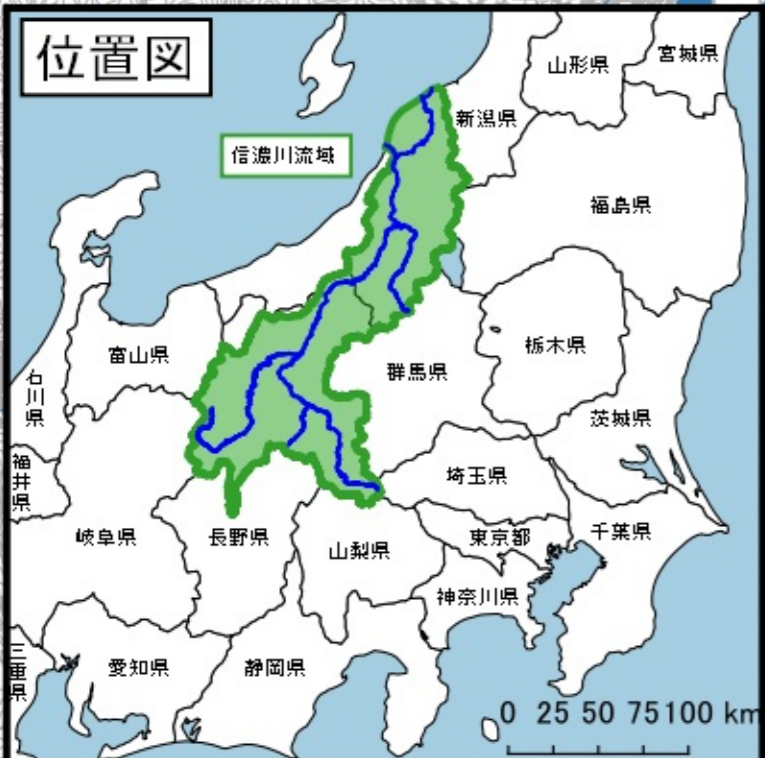 位置図
山形県
宮城県
新潟県
信濃川流域
福島県
富山県
栃木県
群馬県
石川県
茨城県
福井県
埼玉県
岐阜県
長野県
山梨県
東京都
千葉県
神奈川県
三重県
愛知県
静岡県
0 25 50 75 100 km